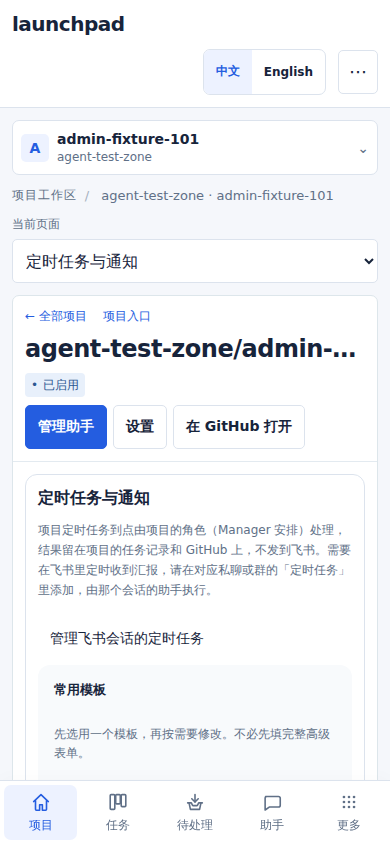 launchpad
中文 English ···
A admin-fixture-101
agent-test-zone
项目工作区 / agent-test-zone · admin-fixture-101
当前页面
定时任务与通知
← 全部项目 项目入口
agent-test-zone/admin-...
• 已启用
管理助手 设置 在 GitHub 打开
定时任务与通知
项目定时任务到点由项目的角色（Manager 安排）处理，
结果留在项目的任务记录和 GitHub 上，不发到飞书。需要
在飞书里定时收到汇报，请在对应私聊或群的「定时任务」
里添加，由那个会话的助手执行。
管理飞书会话的定时任务
常用模板
先选用一个模板，再按需要修改。不必先填完整高级
表单。
项目 任务 待处理 助手 更多